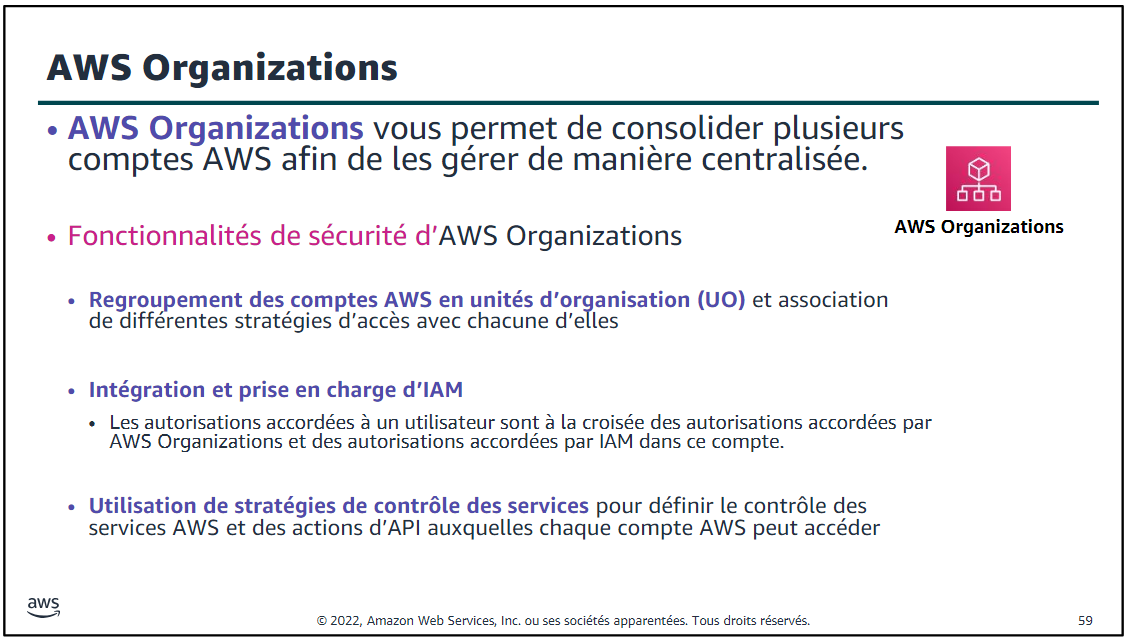 AWS Organizations
• AWS Organizations vous permet de consolider plusieurs
comptes AWS afin de les gérer de manière centralisée.
AWS Organizations
• Fonctionnalités de sécurité d’AWS Organizations
• Regroupement des comptes AWS en unités d’organisation (UO) et association
de différentes stratégies d’accès avec chacune d’elles
• Intégration et prise en charge d’IAM
• Les autorisations accordées à un utilisateur sont à la croisée des autorisations accordées par
AWS Organizations et des autorisations accordées par IAM dans ce compte.
• Utilisation de stratégies de contrôle des services pour définir le contrôle des
services AWS et des actions d’API auxquelles chaque compte AWS peut accéder
aws
© 2022, Amazon Web Services, Inc. ou ses sociétés apparentées. Tous droits réservés.
59